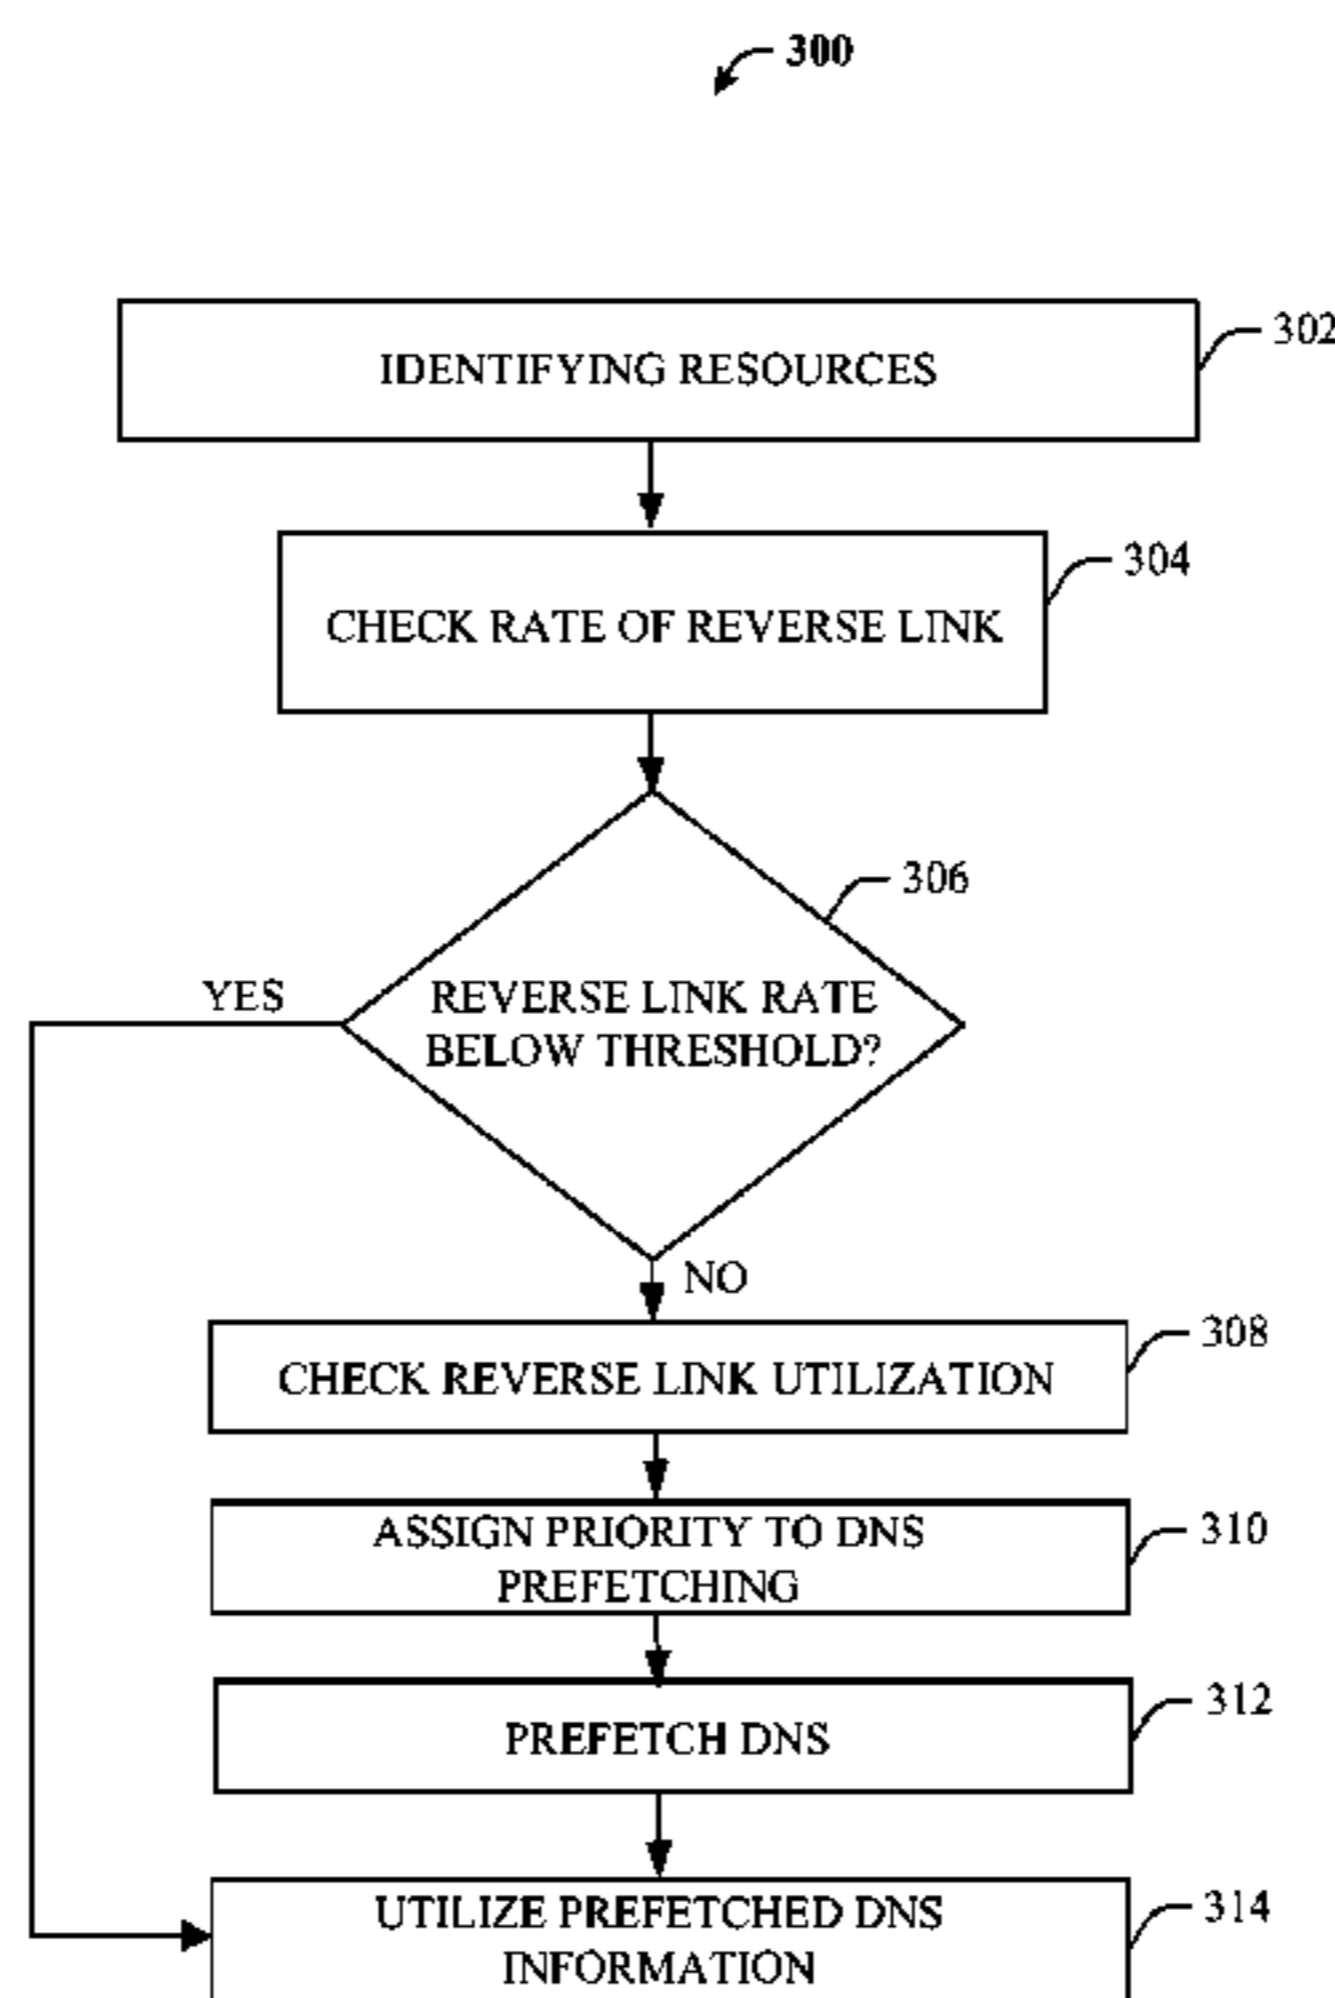 300
IDENTIFYING RESOURCES
302
CHECK RATE OF REVERSE LINK
304
306
YES
REVERSE LINK RATE
BELOW THRESHOLD?
NO
308
CHECK REVERSE LINK UTILIZATION
310
ASSIGN PRIORITY TO DNS
PREFETCHING
312
PREFETCH DNS
314
UTILIZE PREFETCHED DNS
INFORMATION